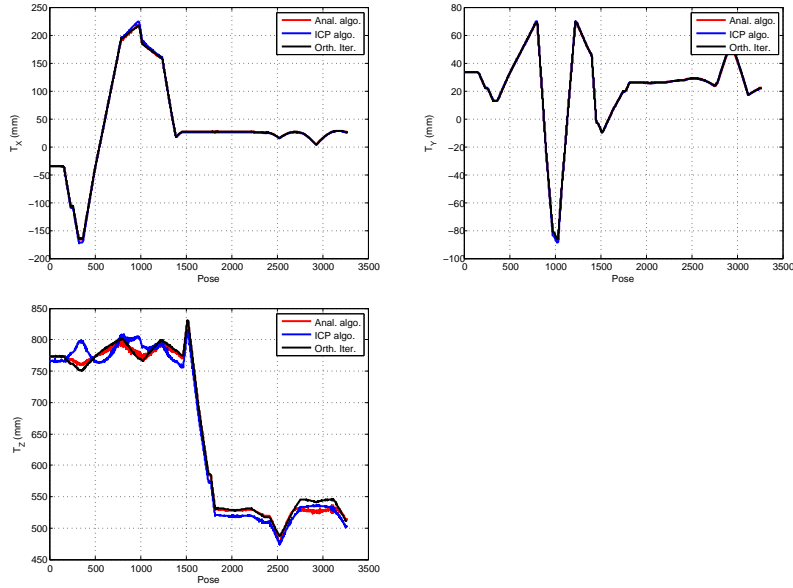 250
200
150
100
50
0
−50
−100
−150
−200
0 500 1000 1500 2000 2500 3000 3500
Pose
T_X (mm)
Anal. algo.
ICP algo.
Orth. Iter.
80
60
40
20
0
−20
−40
−60
−80
−100
0 500 1000 1500 2000 2500 3000 3500
Pose
T_Y (mm)
Anal. algo.
ICP algo.
Orth. Iter.
850
800
750
700
650
600
550
500
450
0 500 1000 1500 2000 2500 3000 3500
Pose
T_Z (mm)
Anal. algo.
ICP algo.
Orth. Iter.